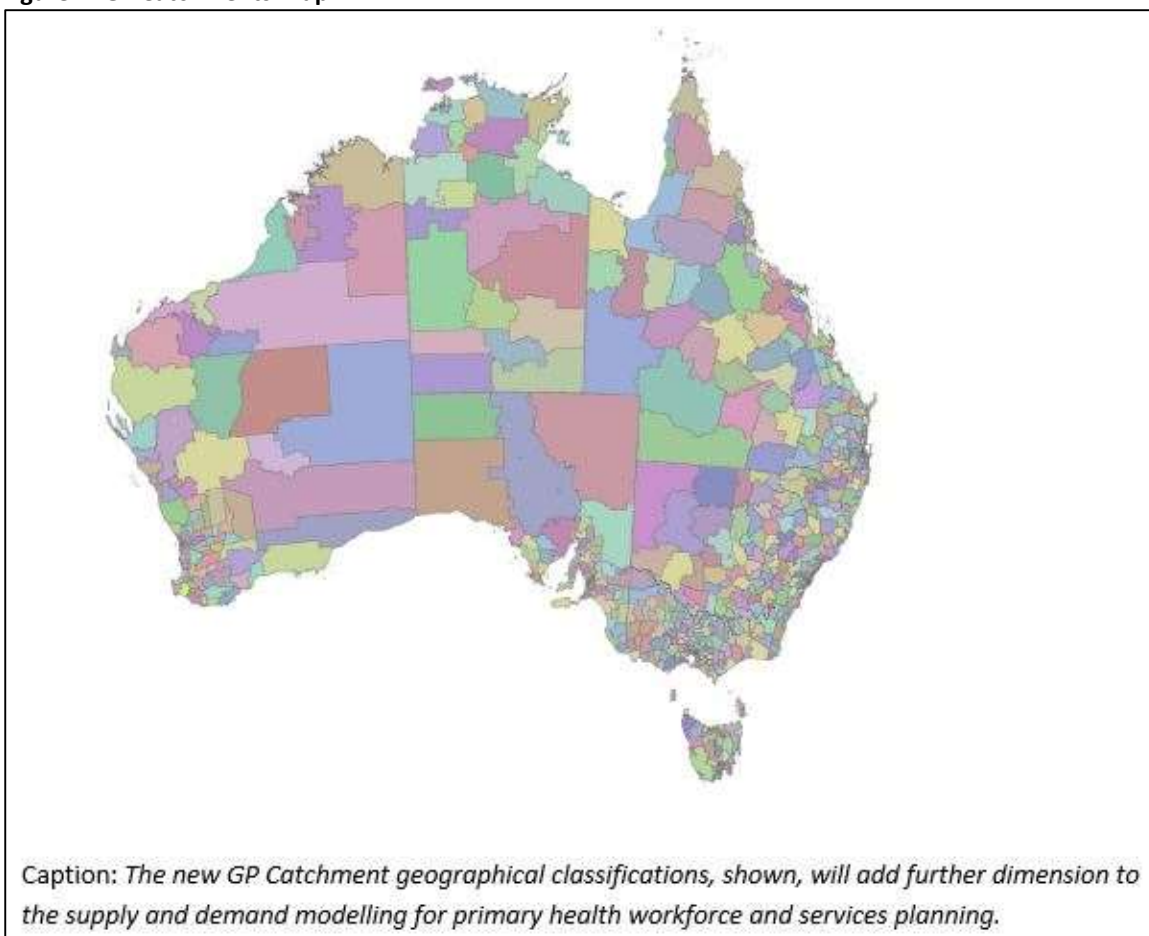 Caption: The new GP Catchment geographical classifications, shown, will add further dimension to
the supply and demand modelling for primary health workforce and services planning.